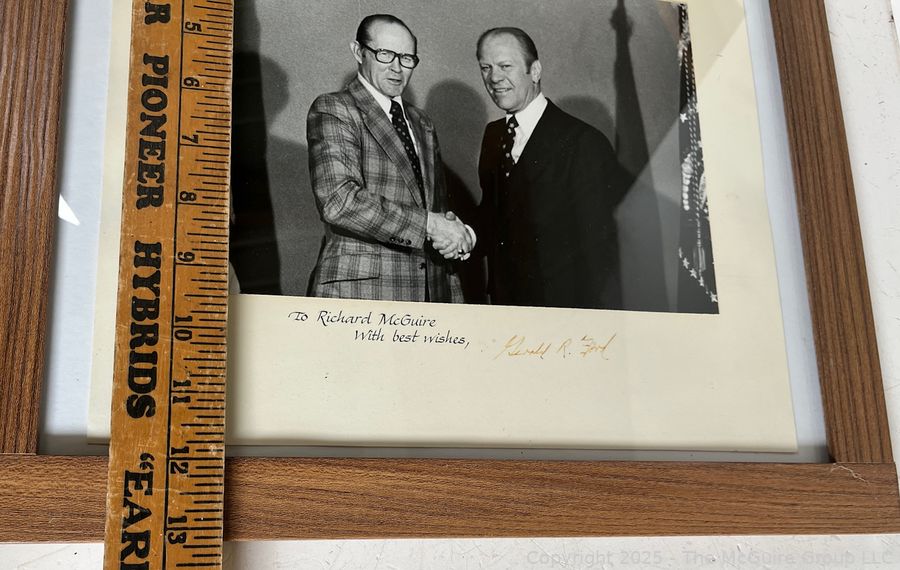 R PIONEER HYBRIDS "EAR
5
6
7
8
9
10
11
12
13
To Richard McGuire
With best wishes,
Gerald R. Ford
Copyright 2025 - The McGuire Group LLC